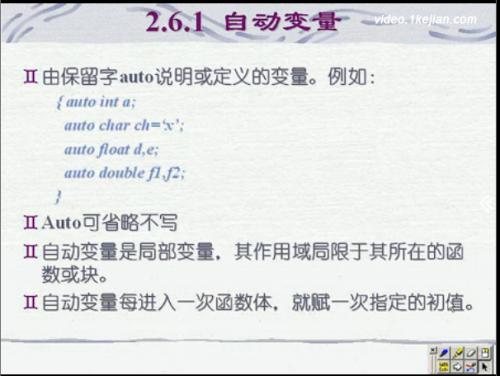 2.6.1 自动变量
video.1kejian.com
由保留字auto说明或定义的变量。例如：
{ auto int a;
auto char ch=‘x’;
auto float d,e;
auto double f1,f2;
}
Auto可省略不写
自动变量是局部变量，其作用域局限于其所在的函
数或块。
自动变量每进入一次函数体，就赋一次指定的初值。